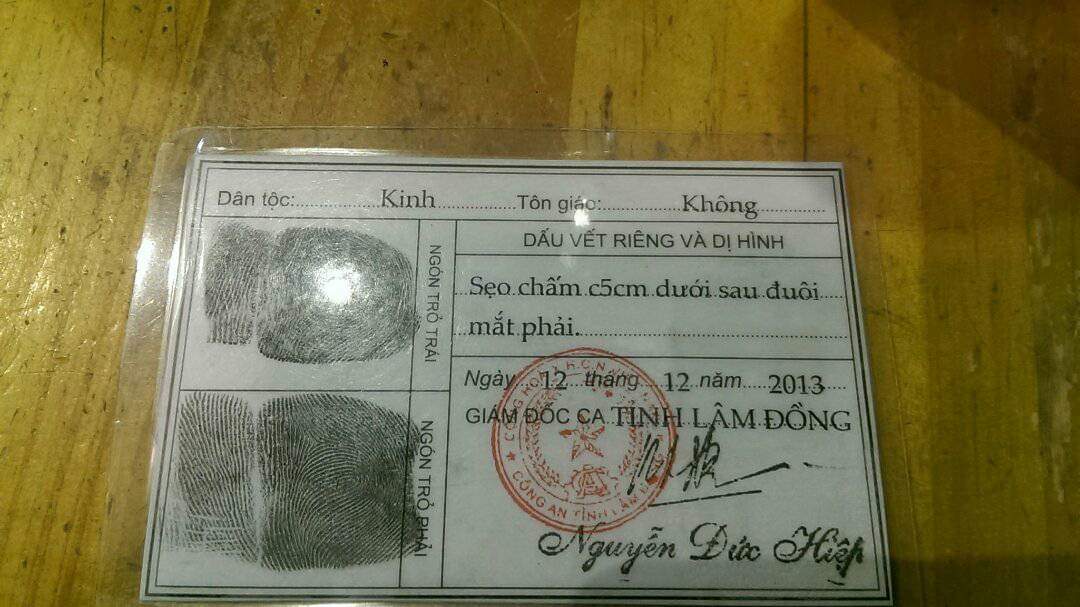 Dân tộc: Kinh Tôn giáo: Không
NGÓN TRỎ TRÁI
NGÓN TRỎ PHẢI
DẤU VẾT RIÊNG VÀ DỊ HÌNH
Sẹo chấm c5cm dưới sau đuôi
mắt phải.
Ngày 12 tháng 12 năm 2013
GIÁM ĐỐC CA TỈNH LÂM ĐỒNG
CÔNG AN TỈNH LÂM
Nguyễn Đức Hiệp